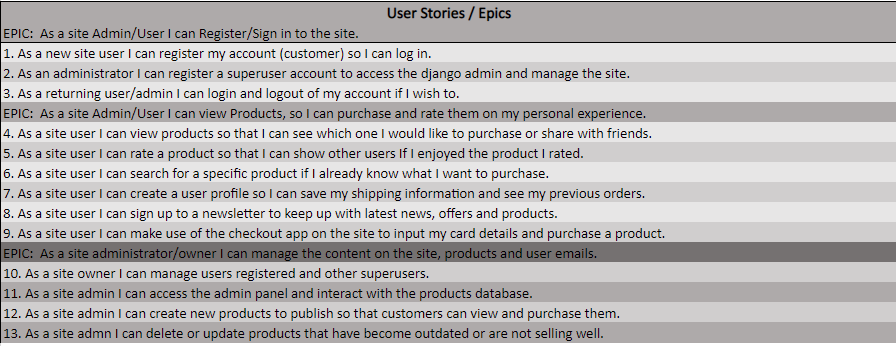 User Stories / Epics
EPIC:  As a site Admin/User I can Register/Sign in to the site.
1. As a new site user I can register my account (customer) so I can log in.
2. As an administrator I can register a superuser account to access the django admin and manage the site.
3. As a returning user/admin I can login and logout of my account if I wish to.
EPIC:  As a site Admin/User I can view Products, so I can purchase and rate them on my personal experience.
4. As a site user I can view products so that I can see which one I would like to purchase or share with friends.
5. As a site user I can rate a product so that I can show other users If I enjoyed the product I rated.
6. As a site user I can search for a specific product if I already know what I want to purchase.
7. As a site user I can create a user profile so I can save my shipping information and see my previous orders.
8. As a site user I can sign up to a newsletter to keep up with latest news, offers and products.
9. As a site user I can make use of the checkout app on the site to input my card details and purchase a product.
EPIC:  As a site administrator/owner I can manage the content on the site, products and user emails.
10. As a site owner I can manage users registered and other superusers.
11. As a site admin I can access the admin panel and interact with the products database.
12. As a site admin I can create new products to publish so that customers can view and purchase them.
13. As a site admn I can delete or update products that have become outdated or are not selling well.